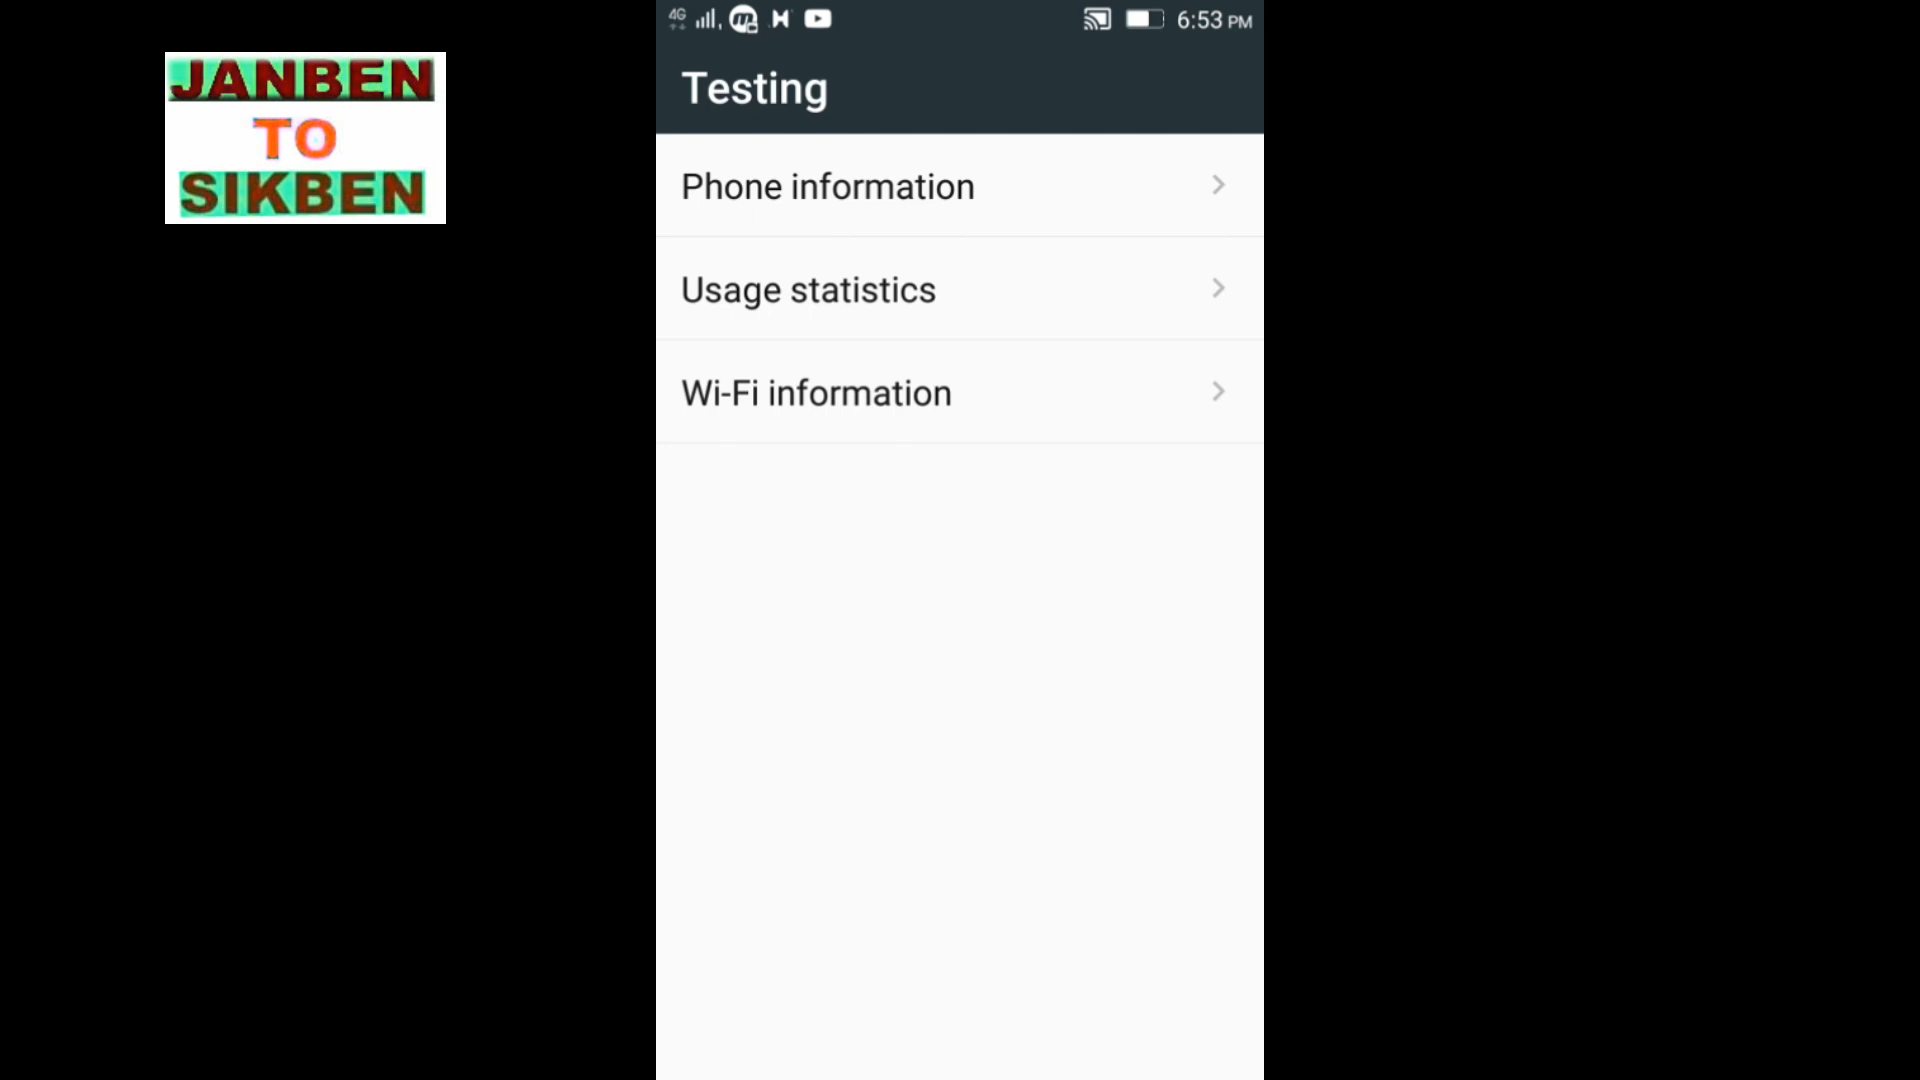 JANBEN
TO
SIKBEN
4G 6:53 PM
Testing
Phone information
Usage statistics
Wi-Fi information